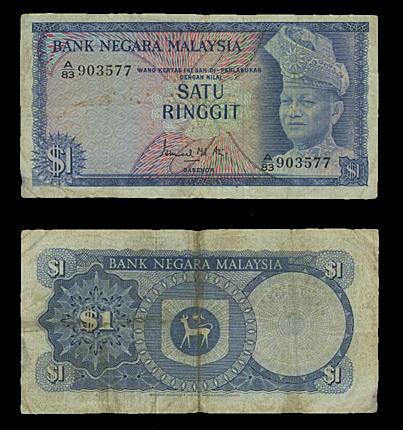 BANK NEGARA MALAYSIA
A/83 903577
WANG KERTAS INI SAH DI-PERLAKUKAN
DENGAN NILAI
SATU
RINGGIT
A/83 903577
GABENOR
$1
$1
BANK NEGARA MALAYSIA
$1
$1
$1
$1
$1